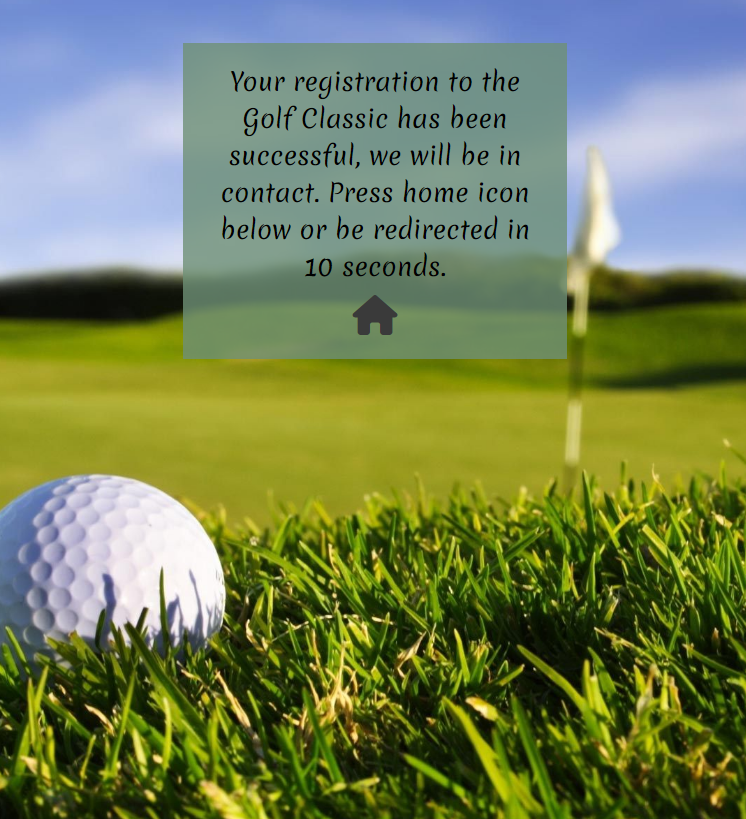 Your registration to the
Golf Classic has been
successful, we will be in
contact. Press home icon
below or be redirected in
10 seconds.